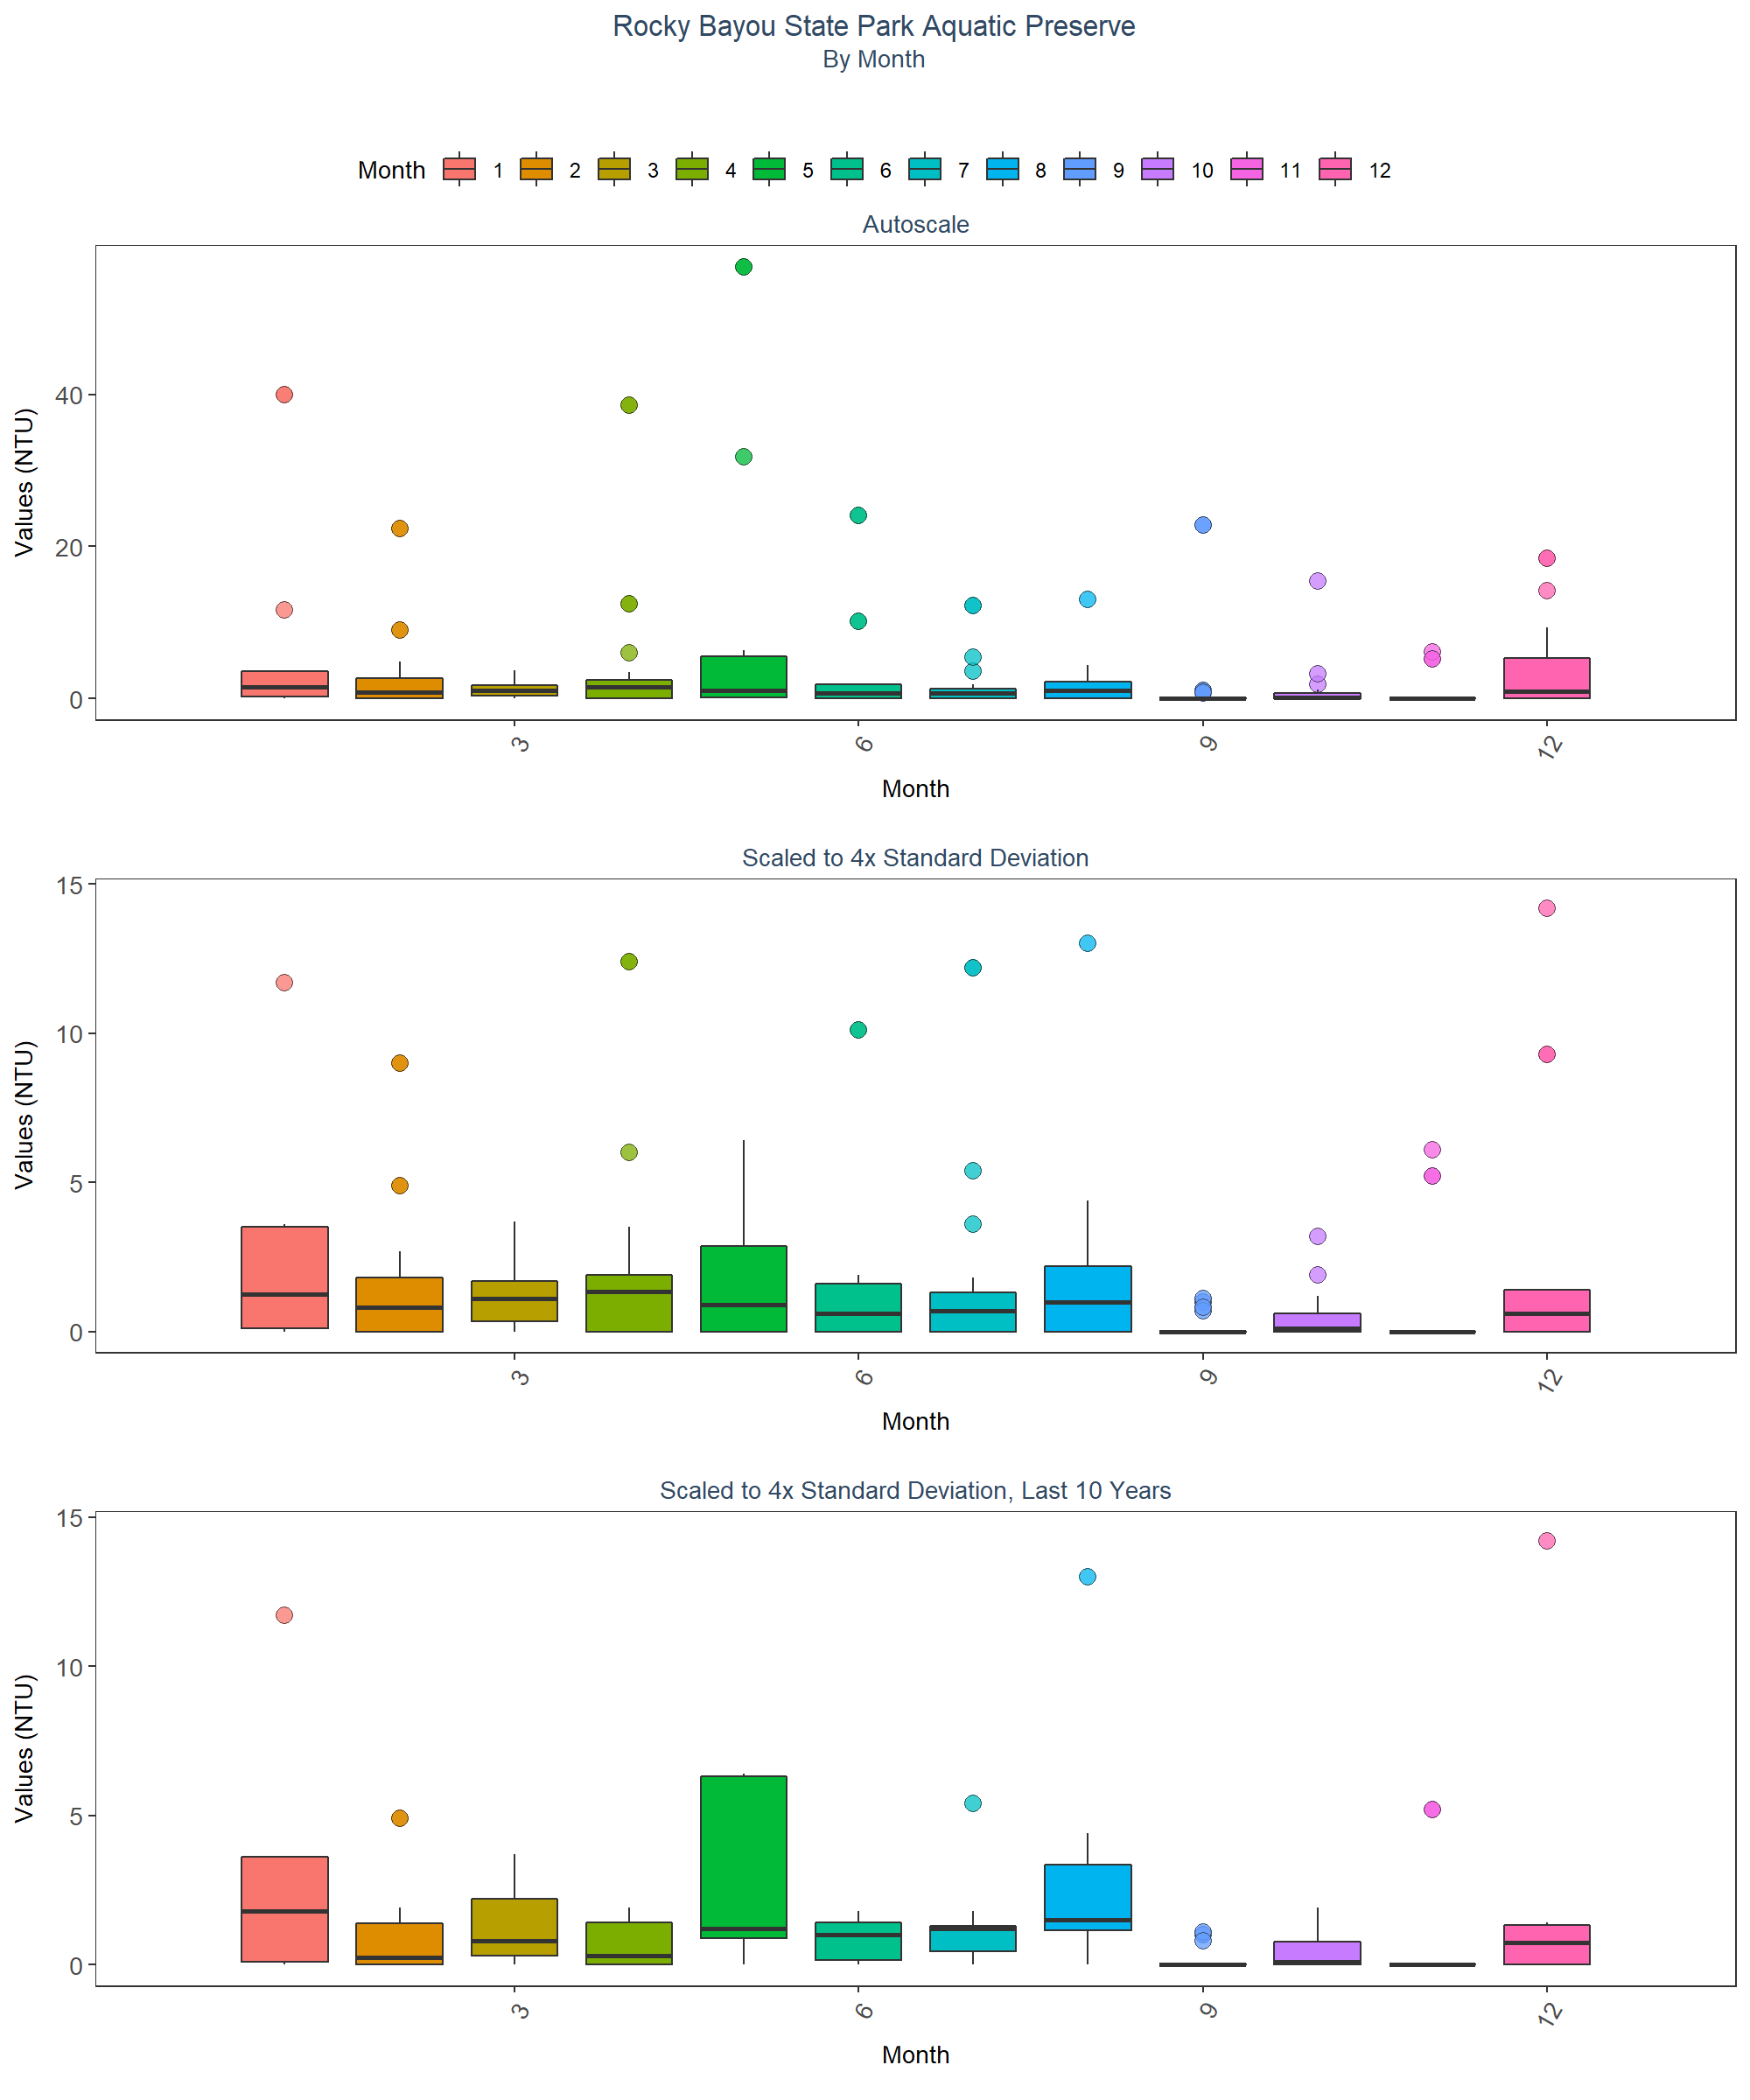 Rocky Bayou State Park Aquatic Preserve
By Month
Month 1 2 3 4 5 6 7 8 9 10 11 12
Autoscale
Values (NTU)
40
20
0
3 6 9 12
Month
Scaled to 4x Standard Deviation
Values (NTU)
15
10
5
0
3 6 9 12
Month
Scaled to 4x Standard Deviation, Last 10 Years
Values (NTU)
15
10
5
0
3 6 9 12
Month